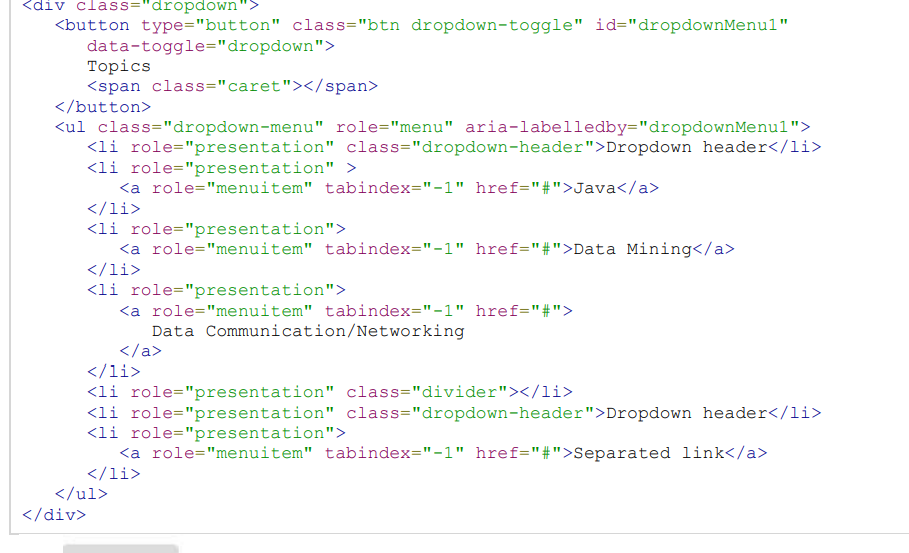 <div class="dropdown">
<button type="button" class="btn dropdown-toggle" id="dropdownMenu1"
data-toggle="dropdown">
Topics
<span class="caret"></span>
</button>
<ul class="dropdown-menu" role="menu" aria-labelledby="dropdownMenu1">
<li role="presentation" class="dropdown-header">Dropdown header</li>
<li role="presentation" >
<a role="menuitem" tabindex="-1" href="#">Java</a>
</li>
<li role="presentation">
<a role="menuitem" tabindex="-1" href="#">Data Mining</a>
</li>
<li role="presentation">
<a role="menuitem" tabindex="-1" href="#">
Data Communication/Networking
</a>
</li>
<li role="presentation" class="divider"></li>
<li role="presentation" class="dropdown-header">Dropdown header</li>
<li role="presentation">
<a role="menuitem" tabindex="-1" href="#">Separated link</a>
</li>
</ul>
</div>